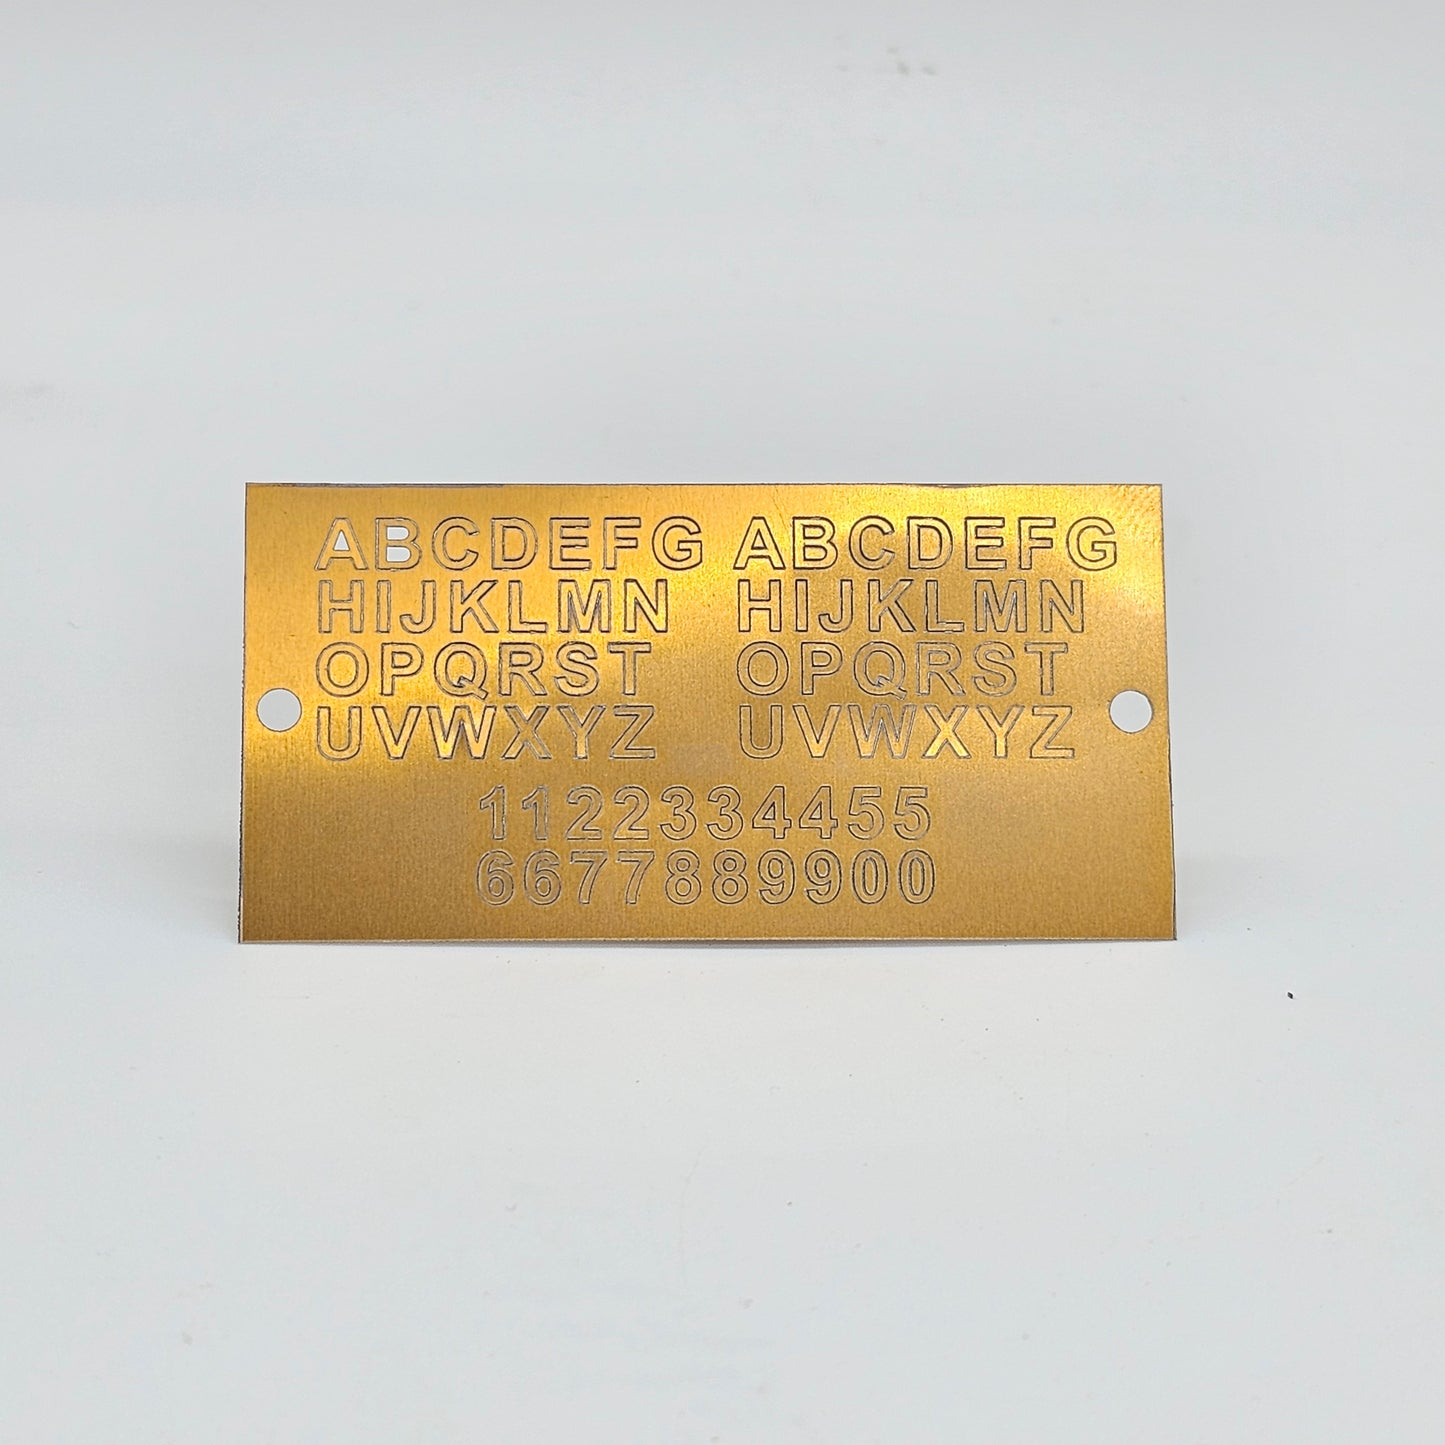 ABCDEFG ABCDEFG
HIJKLMN HIJKLMN
OPQRST OPQRST
UVWXYZ UVWXYZ
1122334455
6677889900